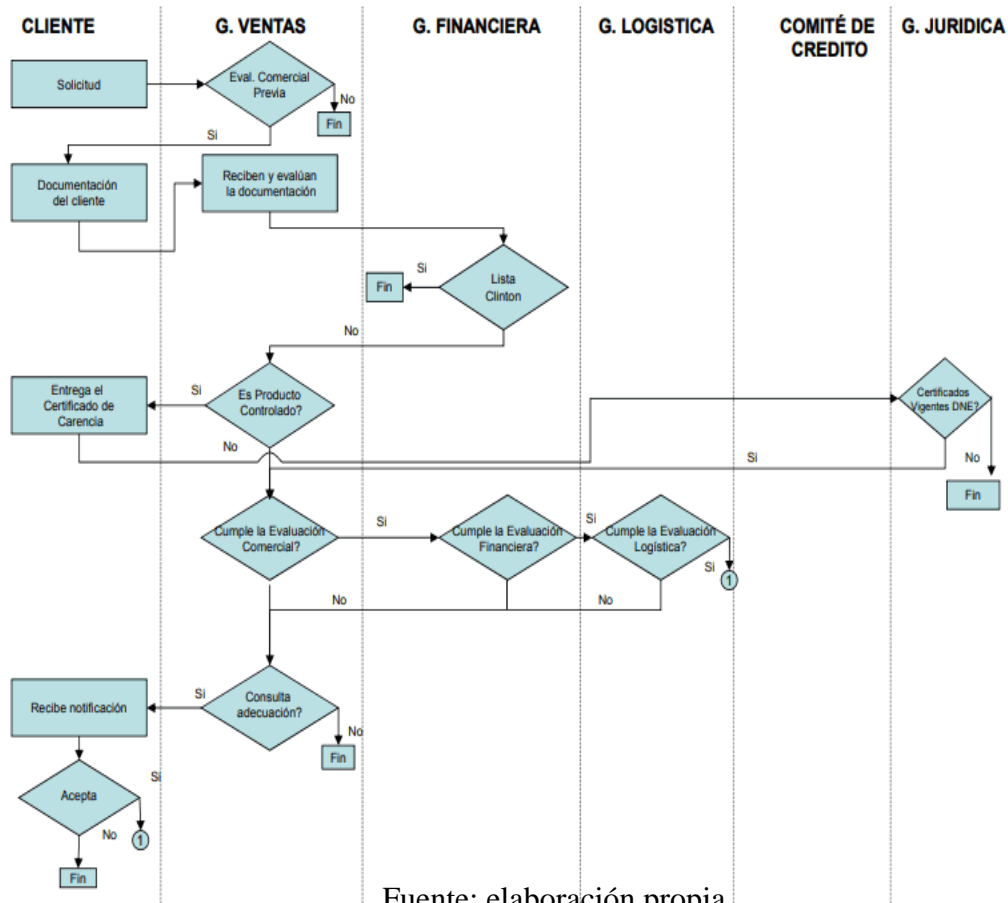 CLIENTE
G. VENTAS
G. FINANCIERA
G. LOGISTICA
COMITÉ DE
CREDITO
G. JURIDICA
Solicitud
Eval. Comercial
Previa
No
Fin
Si
Documentación
del cliente
Reciben y evalúan
la documentación
Lista
Clinton
Si
Fin
No
Es Producto
Controlado?
Si
Entrega el
Certificado de
Carencia
No
Certificados
Vigentes DNE?
Si
No
Fin
Cumple la Evaluación
Comercial?
Si
Cumple la Evaluación
Financiera?
Si
Cumple la Evaluación
Logística?
Si
1
No
No
Consulta
adecuación?
Si
No
Fin
Recibe notificación
Acepta
Si
1
No
Fin
Fuente: elaboración propia